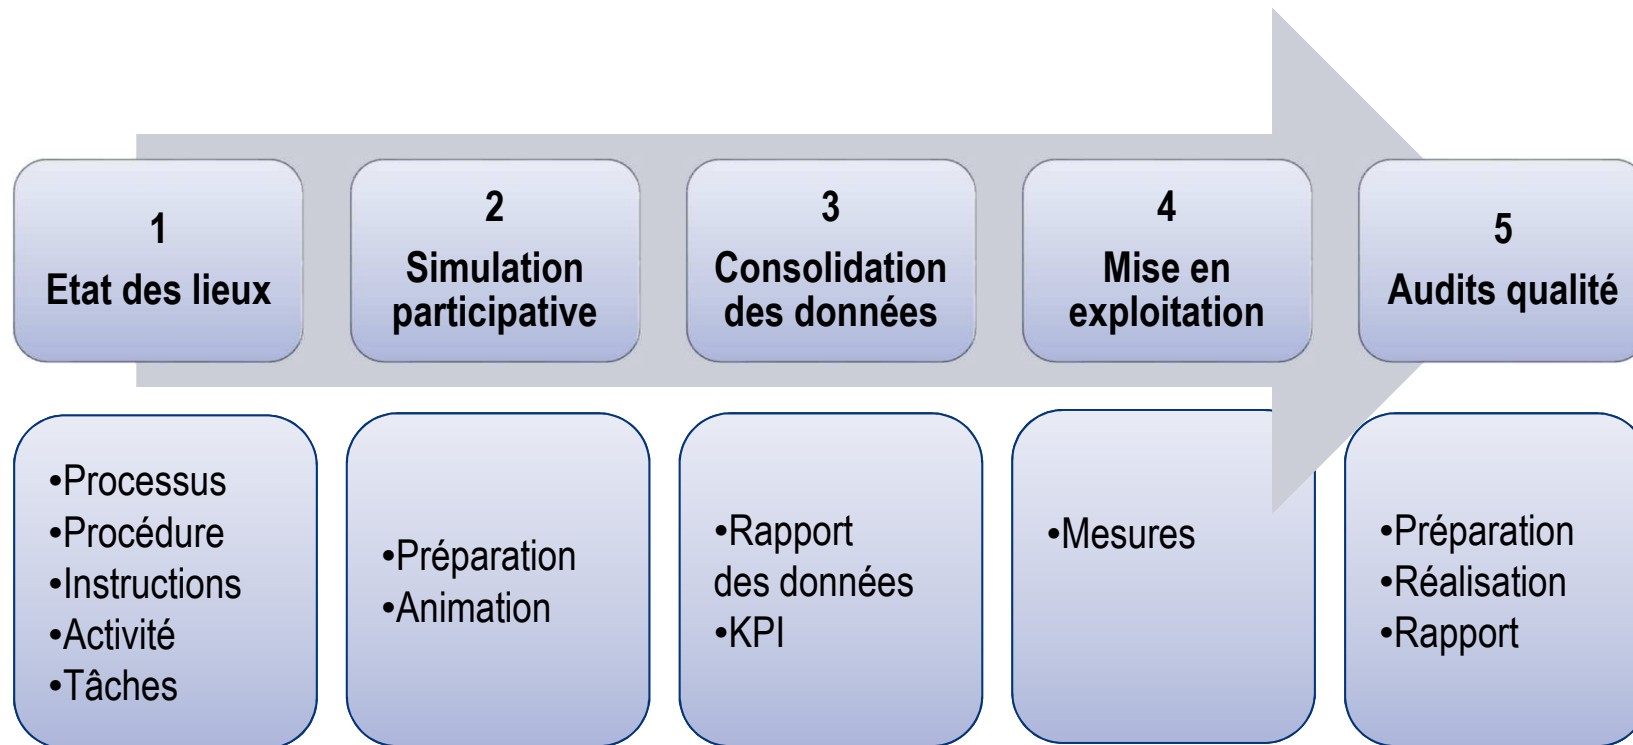 1
Etat des lieux
2
Simulation
participative
3
Consolidation
des données
4
Mise en
exploitation
5
Audits qualité
•Processus
•Procédure
•Instructions
•Activité
•Tâches
•Préparation
•Animation
•Rapport
des données
•KPI
•Mesures
•Préparation
•Réalisation
•Rapport